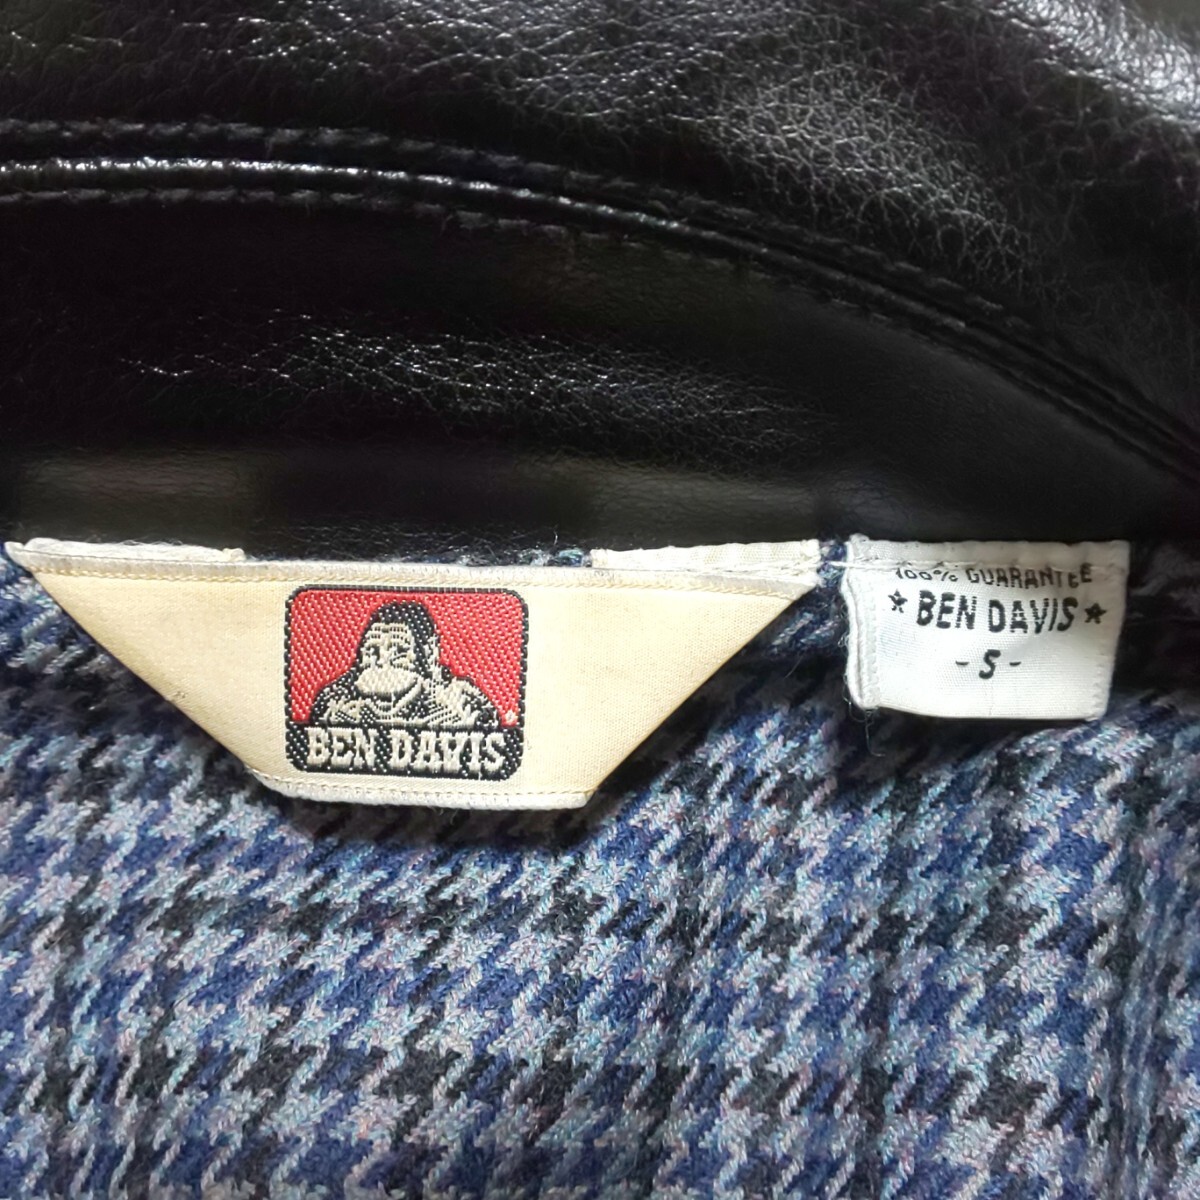 BEN DAVIS
100% GUARANTEE
★ BEN DAVIS ★
- S -